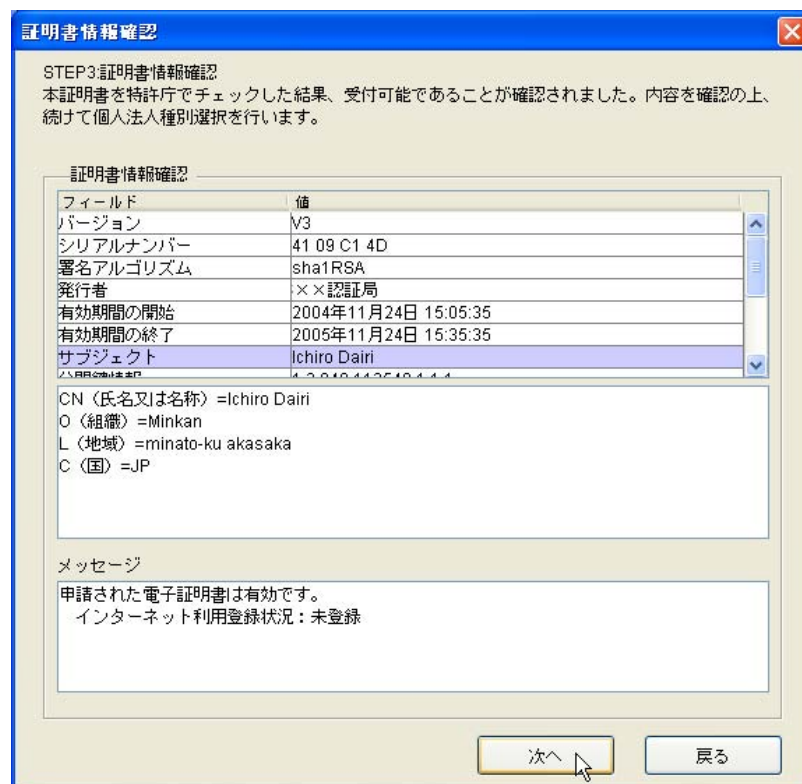 証明書情報確認
STEP3:証明書情報確認
本証明書を特許庁でチェックした結果、受付可能であることが確認されました。内容を確認の上、
続けて個人法人種別選択を行います。
証明書情報確認
フィールド 値
バージョン V3
シリアルナンバー 41 09 C1 4D
署名アルゴリズム sha1RSA
発行者 ××認証局
有効期間の開始 2004年11月24日 15:05:35
有効期間の終了 2005年11月24日 15:35:35
サブジェクト Ichiro Dairi
CN（氏名又は名称）=Ichiro Dairi
O（組織）=Minkan
L（地域）=minato-ku akasaka
C（国）=JP
メッセージ
申請された電子証明書は有効です。
インターネット利用登録状況：未登録
次へ 戻る